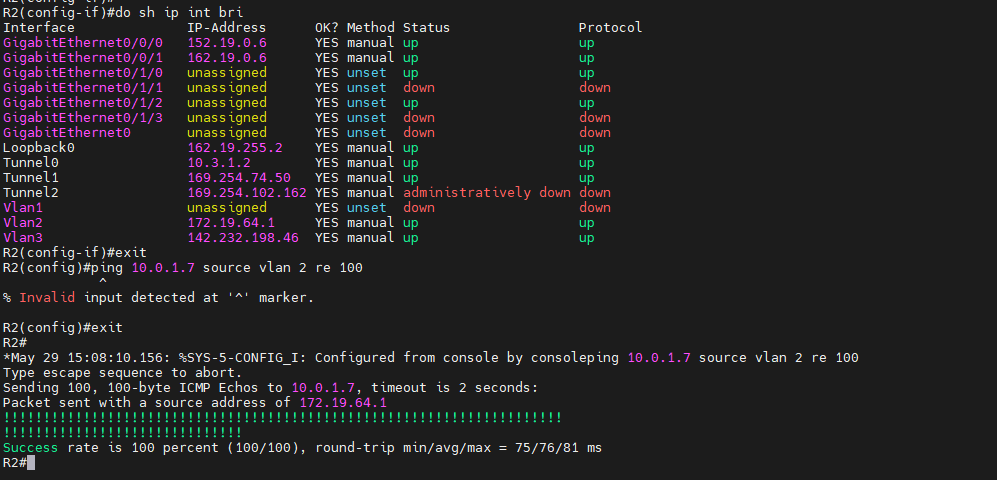 R2(config-if)#
R2(config-if)#do sh ip int bri
Interface              IP-Address      OK? Method Status                Protocol
GigabitEthernet0/0/0   152.19.0.6      YES manual up                    up
GigabitEthernet0/0/1   162.19.0.6      YES manual up                    up
GigabitEthernet0/1/0   unassigned      YES unset  up                    up
GigabitEthernet0/1/1   unassigned      YES unset  down                  down
GigabitEthernet0/1/2   unassigned      YES unset  up                    up
GigabitEthernet0/1/3   unassigned      YES unset  down                  down
GigabitEthernet0       unassigned      YES unset  down                  down
Loopback0              162.19.255.2    YES manual up                    up
Tunnel0                10.3.1.2        YES manual up                    up
Tunnel1                169.254.74.50   YES manual up                    up
Tunnel2                169.254.102.162 YES manual administratively down down
Vlan1                  unassigned      YES unset  down                  down
Vlan2                  172.19.64.1     YES manual up                    up
Vlan3                  142.232.198.46  YES manual up                    up
R2(config-if)#exit
R2(config)#ping 10.0.1.7 source vlan 2 re 100
            ^
% Invalid input detected at '^' marker.
R2(config)#exit
R2#
*May 29 15:08:10.156: %SYS-5-CONFIG_I: Configured from console by consoleping 10.0.1.7 source vlan 2 re 100
Type escape sequence to abort.
Sending 100, 100-byte ICMP Echos to 10.0.1.7, timeout is 2 seconds:
Packet sent with a source address of 172.19.64.1
!!!!!!!!!!!!!!!!!!!!!!!!!!!!!!!!!!!!!!!!!!!!!!!!!!!!!!!!!!!!!!!!!!!!!!
!!!!!!!!!!!!!!!!!!!!!!!!!!!!!!
Success rate is 100 percent (100/100), round-trip min/avg/max = 75/76/81 ms
R2#